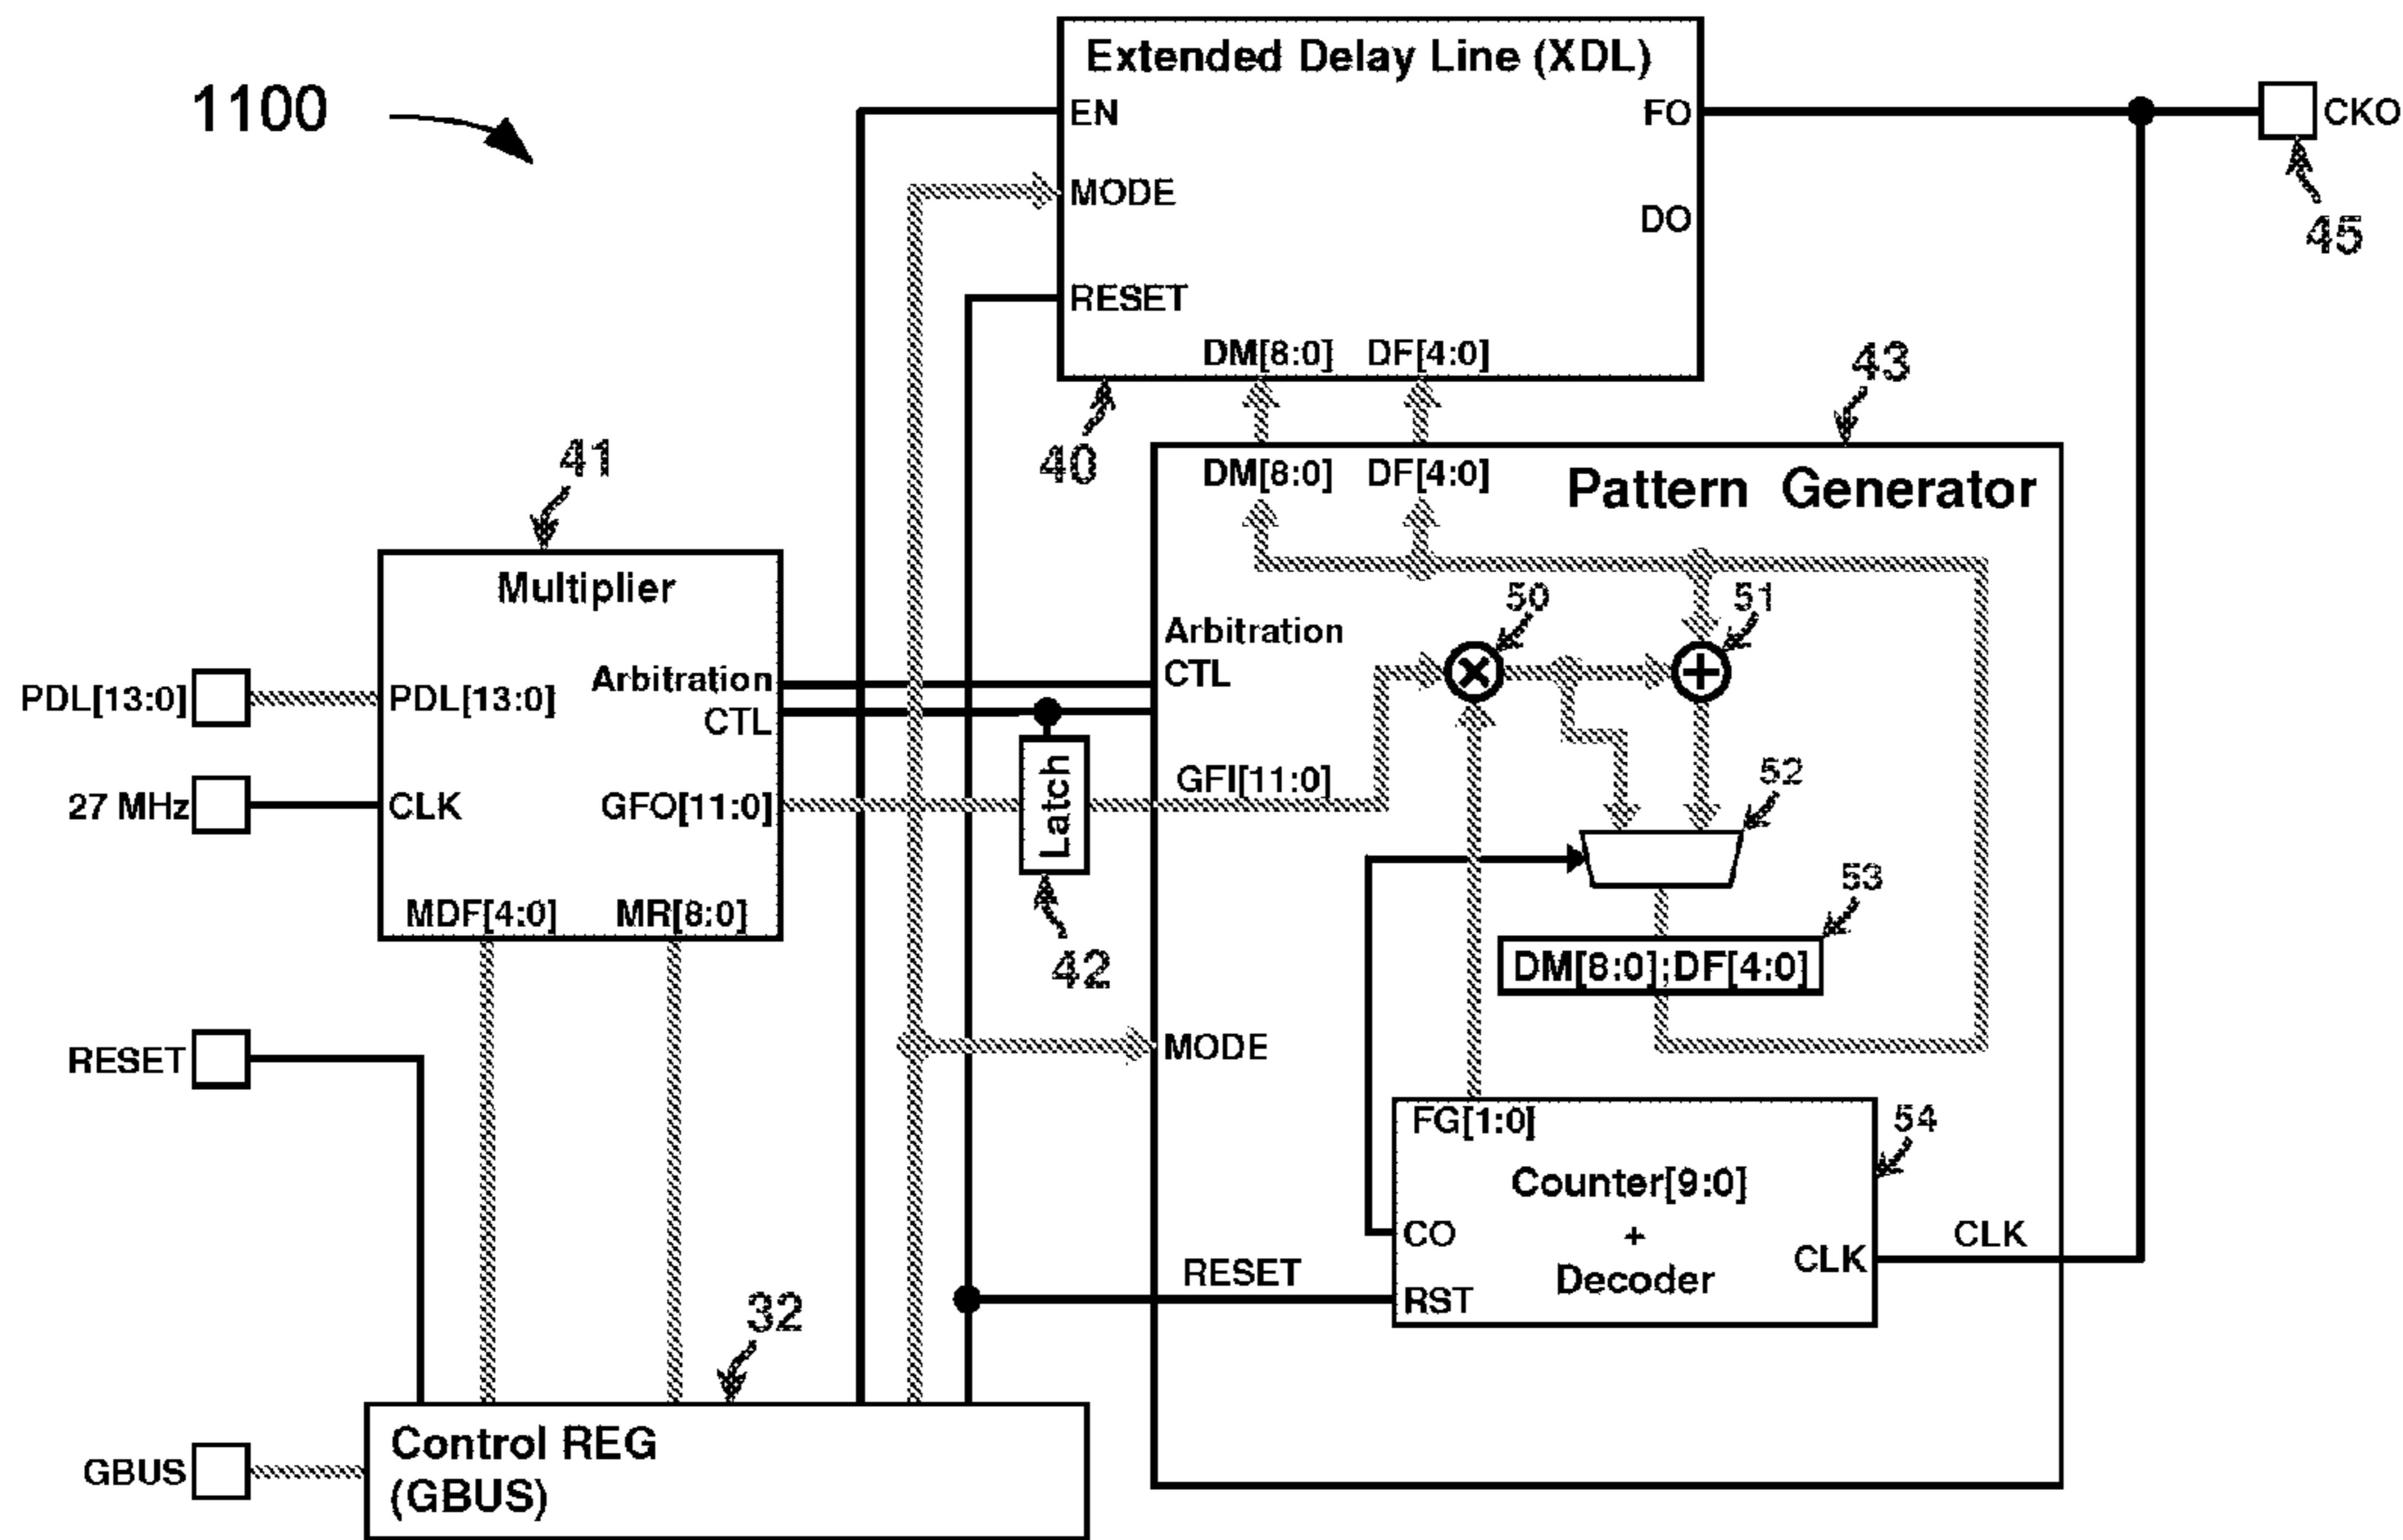 1100
Extended Delay Line (XDL)
EN
FO
CKO
MODE
DO
45
RESET
DM[8:0] DF[4:0]
40
43
41
DM[8:0] DF[4:0]
Pattern Generator
Multiplier
50
51
Arbitration
CTL
Arbitration
CTL
PDL[13:0]
PDL[13:0]
27 MHz
CLK
GFO[11:0]
Latch
GFI[11:0]
52
MDF[4:0] MR[8:0]
42
53
DM[8:0];DF[4:0]
RESET
MODE
FG[1:0]
54
Counter[9:0]
+
Decoder
CO
CLK
CLK
RESET
RST
32
GBUS
Control REG
(GBUS)